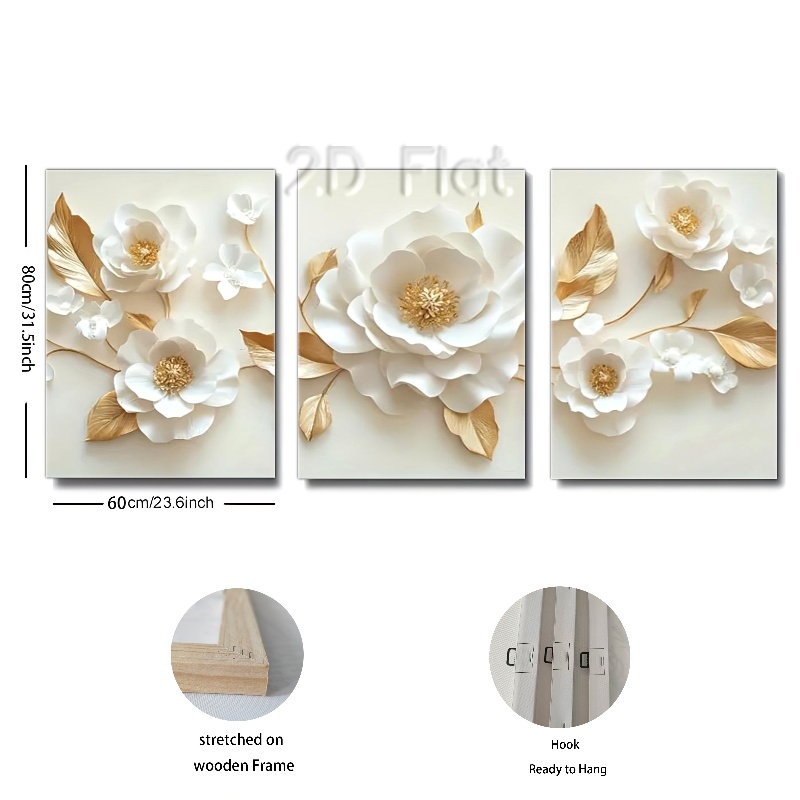 2D Flat
80cm/31.5inch
60cm/23.6inch
stretched on
wooden Frame
Hook
Ready to Hang